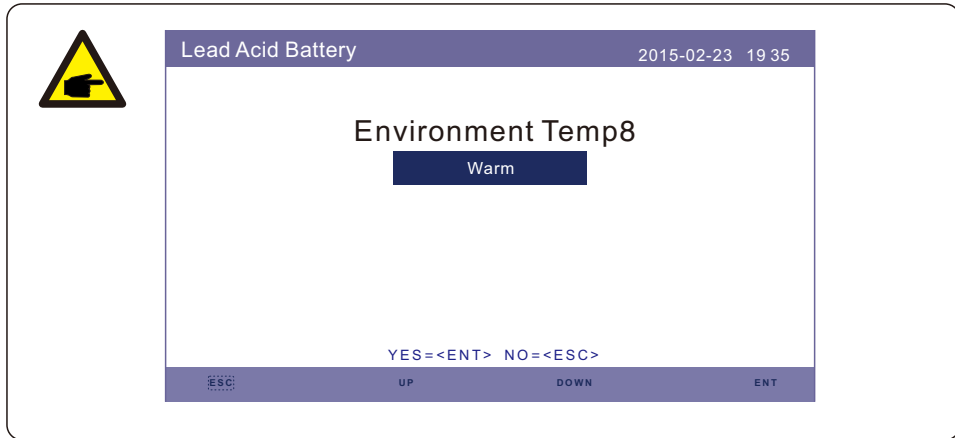 Lead Acid Battery 2015-02-23 19 35
Environment Temp8
Warm
YES=<ENT> NO=<ESC>
ESC UP DOWN ENT